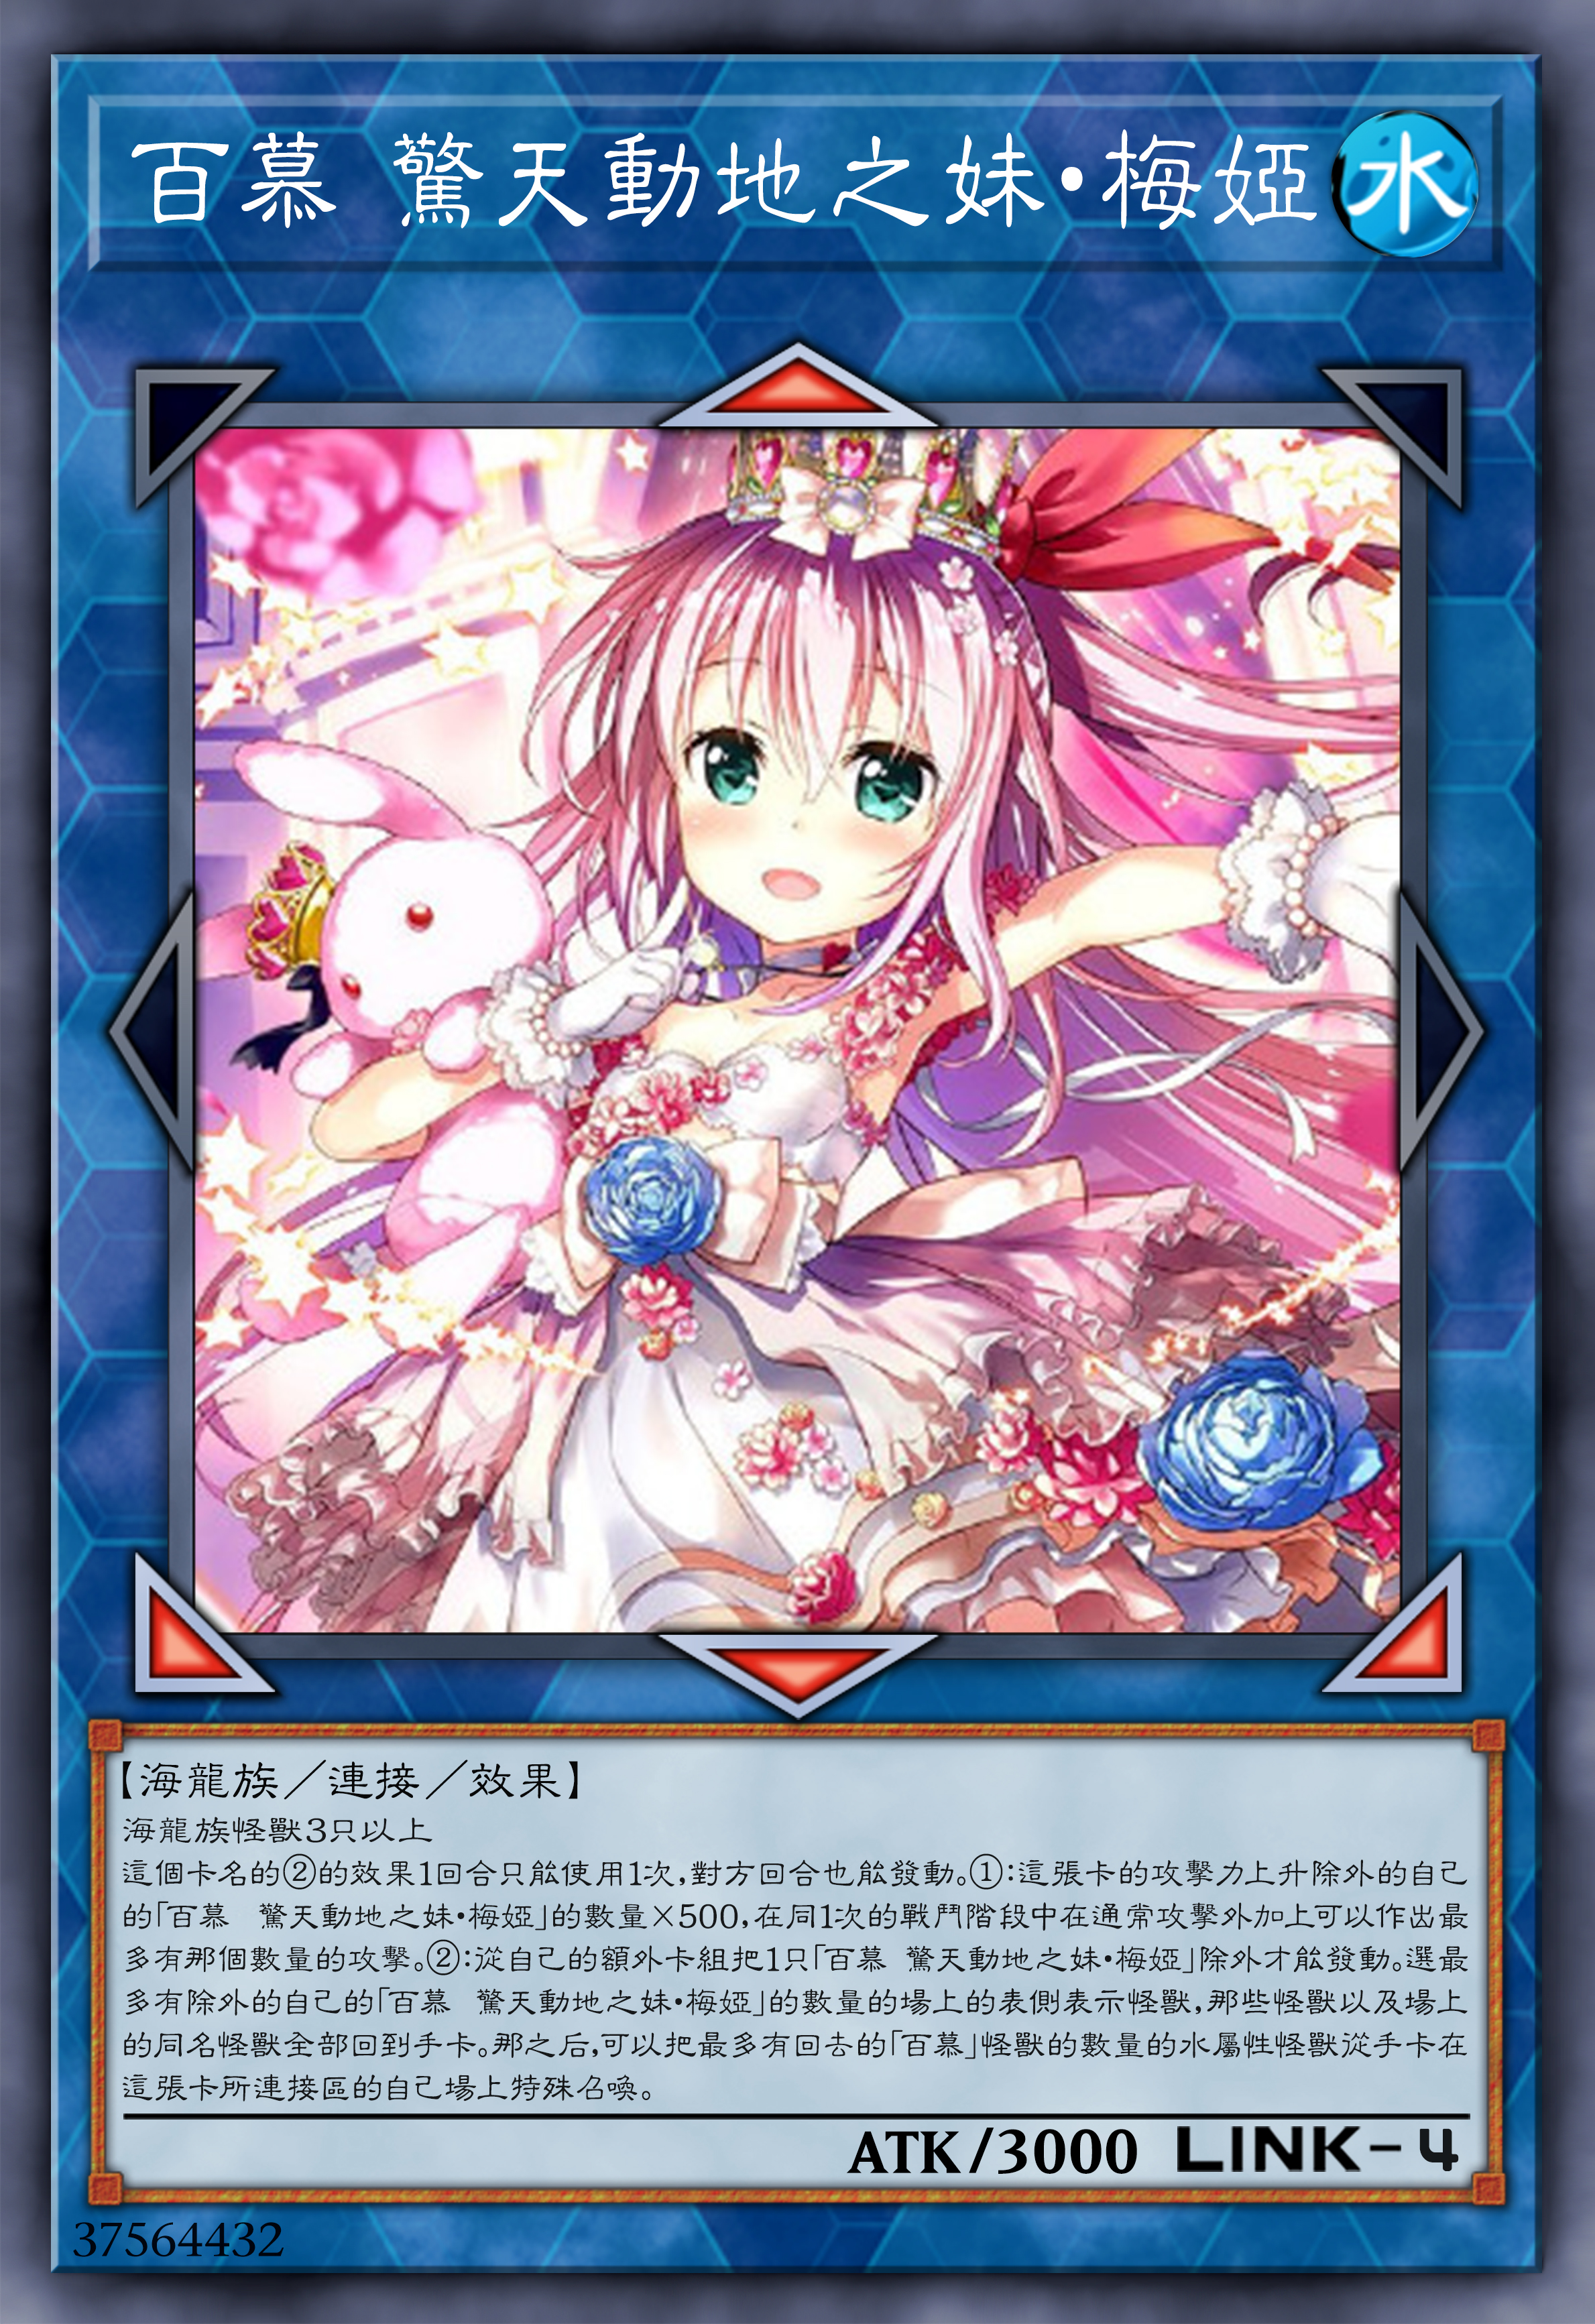 百慕 驚天動地之妹・梅婭
水
【海龍族／連接／效果】
海龍族怪獸3只以上
這個卡名的②的效果1回合只能使用1次,對方回合也能發動。①:這張卡的攻擊力上升除外的自己
的「百慕 驚天動地之妹・梅婭」的數量×500,在同1次的戰鬥階段中在通常攻擊外加上可以作出最
多有那個數量的攻擊。②:從自己的額外卡組把1只「百慕 驚天動地之妹・梅婭」除外才能發動。選最
多有除外的自己的「百慕 驚天動地之妹・梅婭」的數量的場上的表側表示怪獸,那些怪獸以及場上
的同名怪獸全部回到手卡。那之后,可以把最多有回去的「百慕」怪獸的數量的水屬性怪獸從手卡在
這張卡所連接區的自己場上特殊召喚。
ATK/3000 LINK-4
37564432